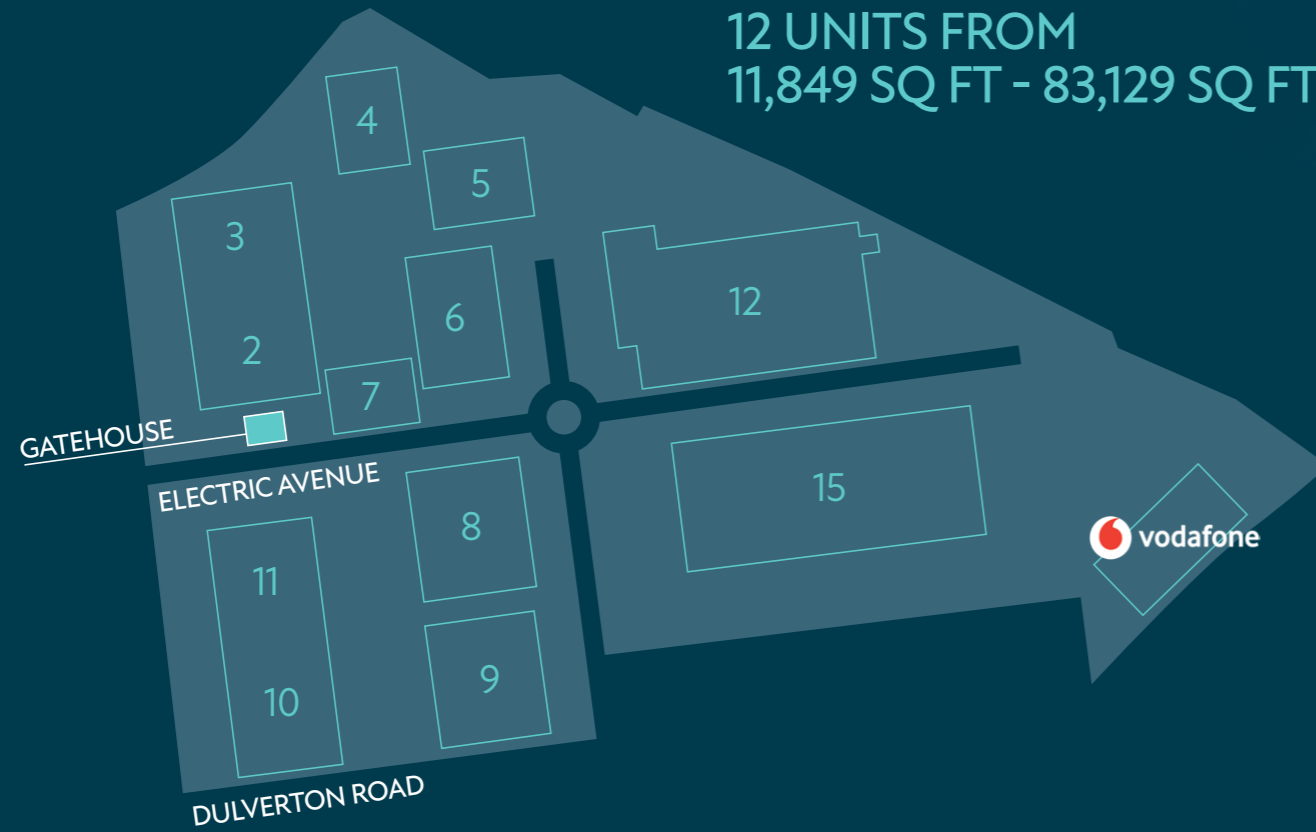 12 UNITS FROM
11,849 SQ FT - 83,129 SQ FT
4
5
3
6
12
2
7
GATEHOUSE
ELECTRIC AVENUE
8
15
vodafone
11
9
10
DULVERTON ROAD